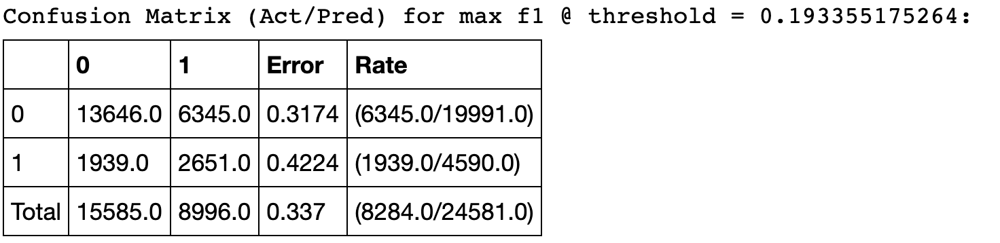 Confusion Matrix (Act/Pred) for max f1 @ threshold = 0.193355175264:
0 1 Error Rate
0 13646.0 6345.0 0.3174 (6345.0/19991.0)
1 1939.0 2651.0 0.4224 (1939.0/4590.0)
Total 15585.0 8996.0 0.337 (8284.0/24581.0)